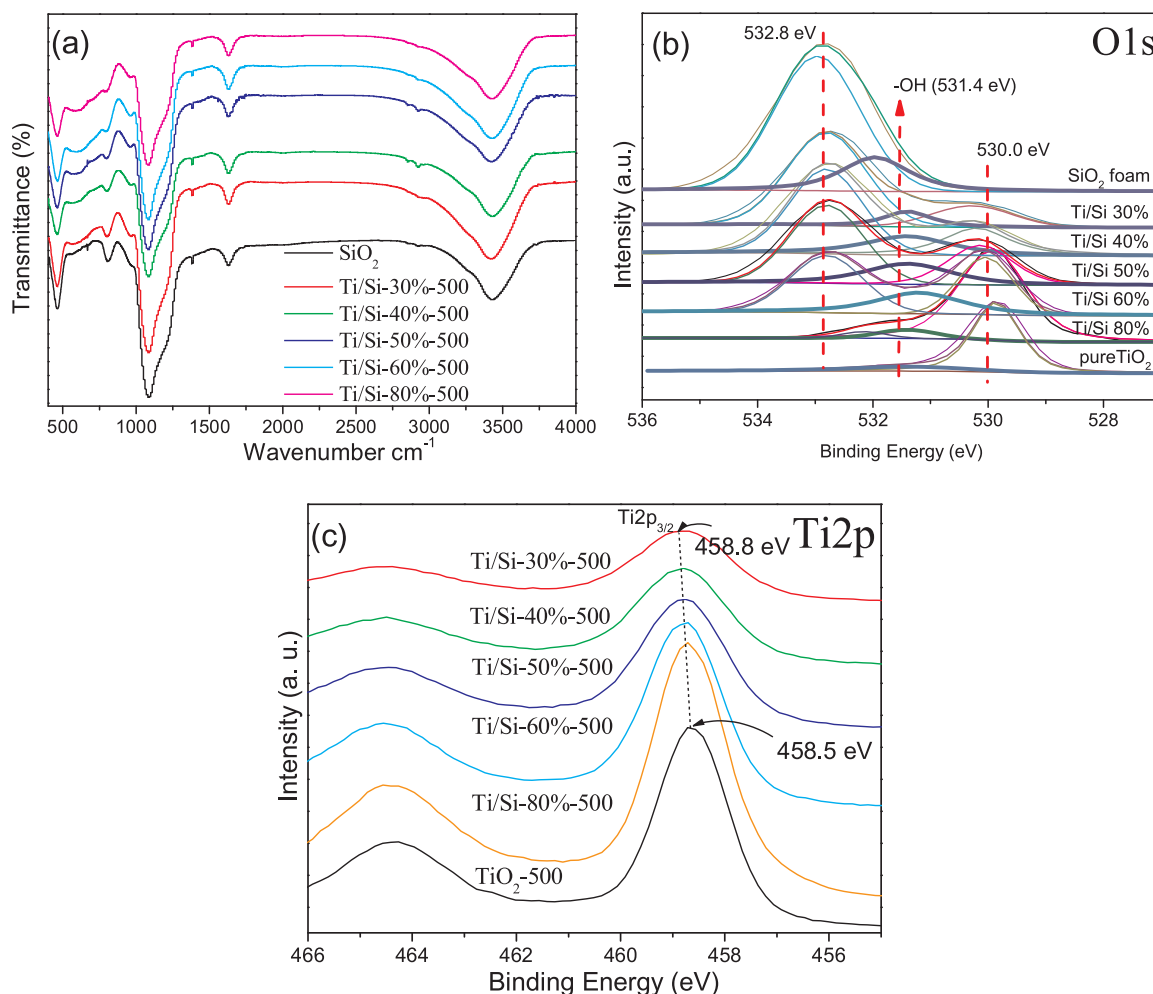 (a)
Transmittance (%)
SiO₂
Ti/Si-30%-500
Ti/Si-40%-500
Ti/Si-50%-500
Ti/Si-60%-500
Ti/Si-80%-500
500 1000 1500 2000 2500 3000 3500 4000
Wavenumber cm⁻¹
(b)
O1s
532.8 eV
-OH (531.4 eV)
530.0 eV
Intensity (a.u.)
SiO₂ foam
Ti/Si 30%
Ti/Si 40%
Ti/Si 50%
Ti/Si 60%
Ti/Si 80%
pureTiO₂
536 534 532 530 528
Binding Energy (eV)
(c)
Ti2p₃/₂
Ti2p
458.8 eV
Ti/Si-30%-500
Ti/Si-40%-500
Ti/Si-50%-500
Ti/Si-60%-500
458.5 eV
Ti/Si-80%-500
TiO₂-500
Intensity (a. u.)
466 464 462 460 458 456
Binding Energy (eV)